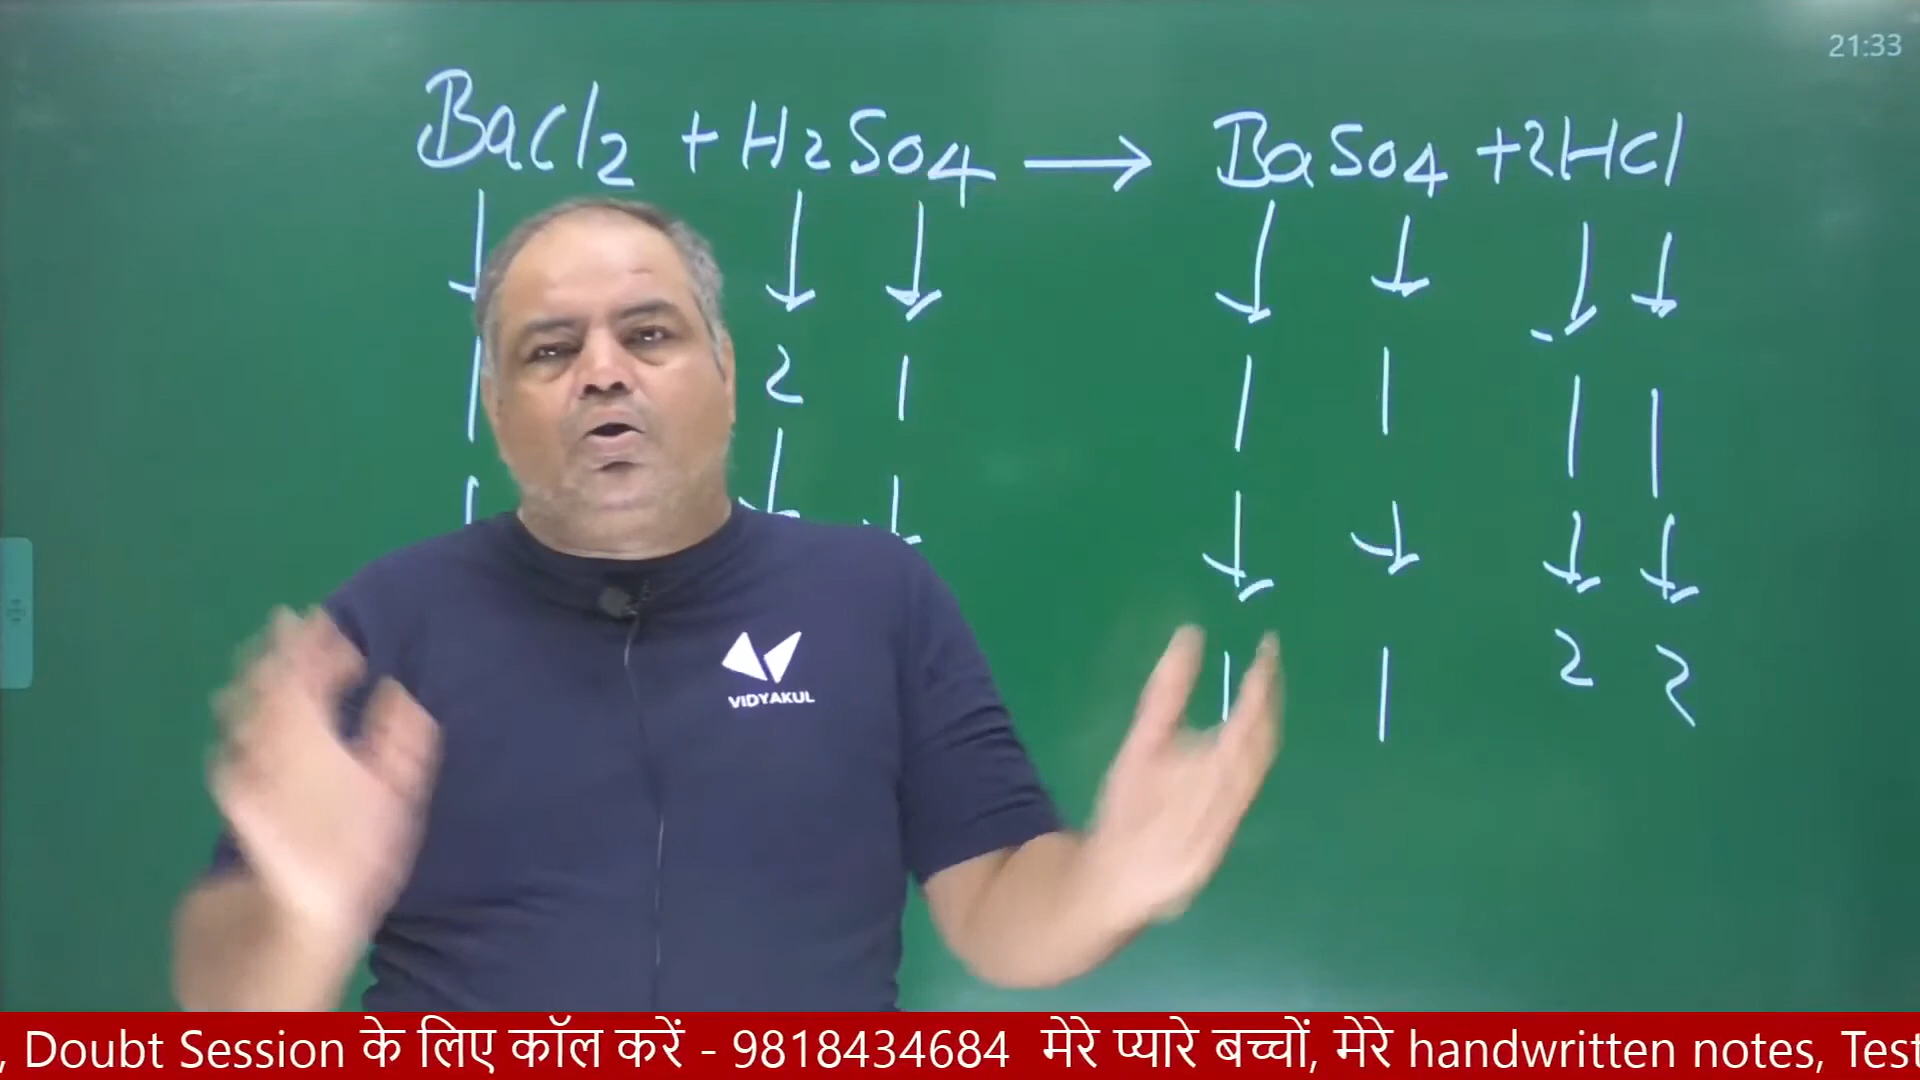 21:33
BaCl2 + H2SO4 → BaSO4 + 2HCl
2 1 1 1 1 1
1 1 2 2
VIDYAKUL
, Doubt Session के लिए कॉल करें - 9818434684 मेरे प्यारे बच्चों, मेरे handwritten notes, Test